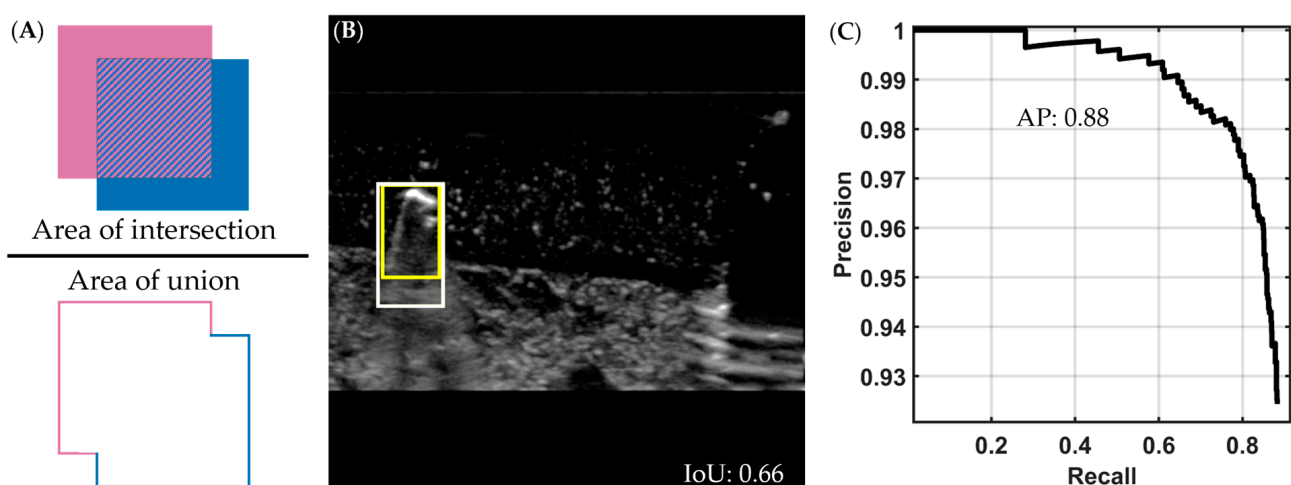 (A)
Area of intersection
Area of union
(B)
IoU: 0.66
(C)
1
0.99
0.98
0.97
0.96
0.95
0.94
0.93
Precision
AP: 0.88
0.2 0.4 0.6 0.8
Recall